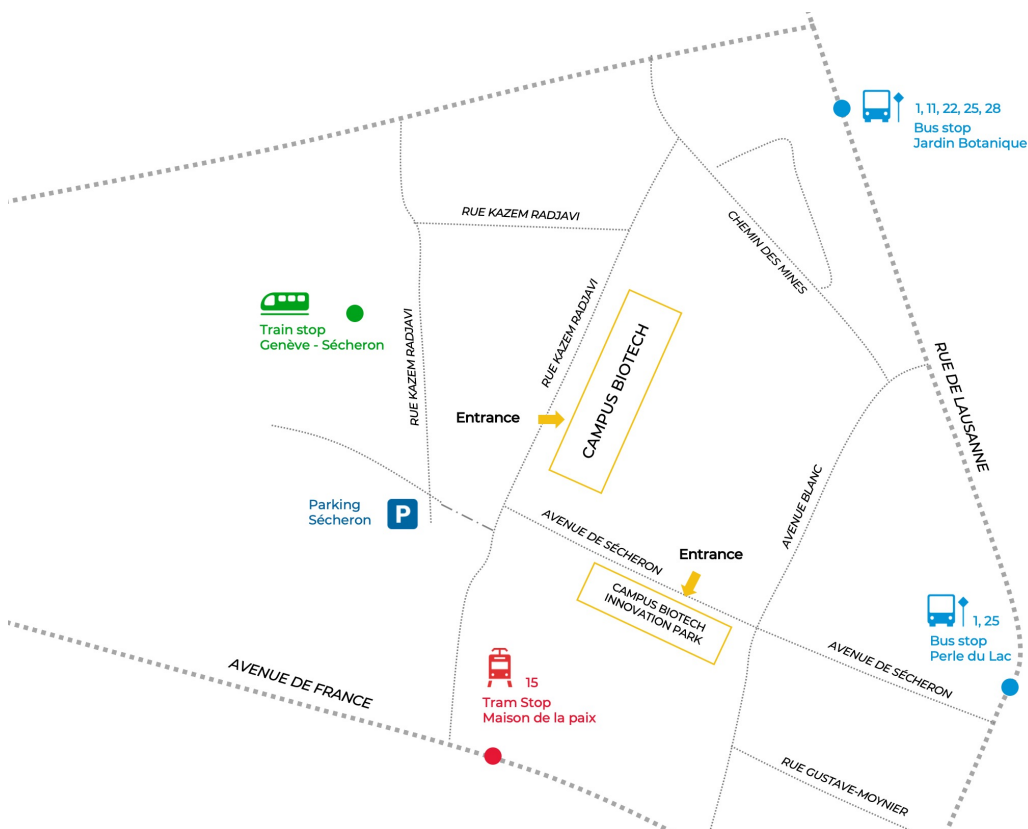 1, 11, 22, 25, 28
Bus stop
Jardin Botanique
RUE KAZEM RADJAVI
CHEMIN DES MINES
Train stop
Genève - Sécheron
RUE KAZEM RADJAVI
RUE KAZEM RADJAVI
CAMPUS BIOTECH
RUE DE LAUSANNE
Entrance
AVENUE BLANC
Parking
Sécheron
P
AVENUE DE SÉCHERON
Entrance
CAMPUS BIOTECH
INNOVATION PARK
1, 25
Bus stop
Perle du Lac
AVENUE DE SÉCHERON
AVENUE DE FRANCE
15
Tram Stop
Maison de la paix
RUE GUSTAVE-MOYNIER